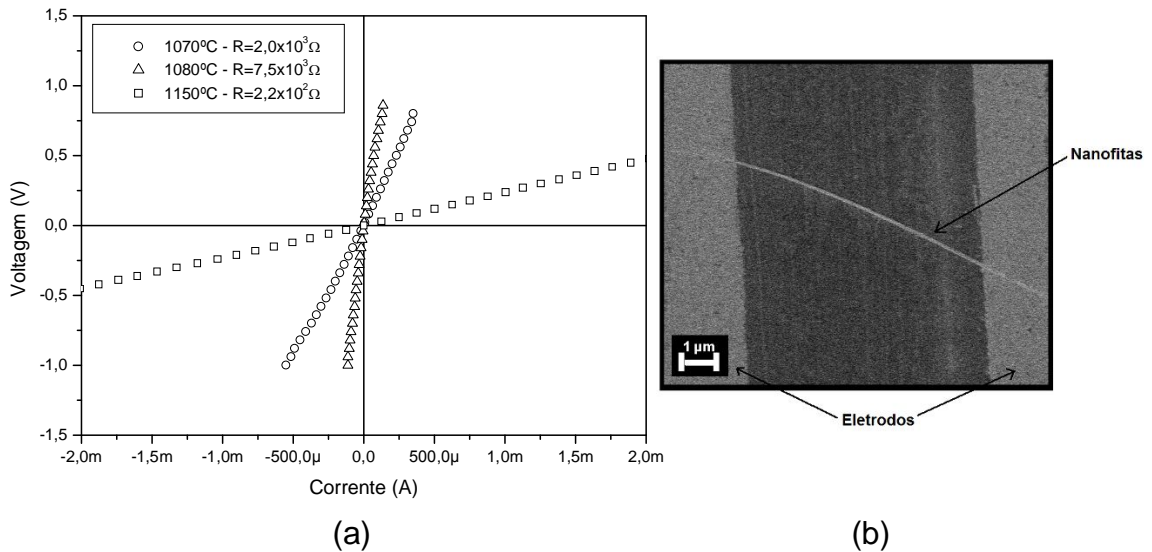 1,5
1,0
0,5
0,0
-0,5
-1,0
-1,5
Voltagem (V)
1070ºC - R=2,0x10³Ω
1080ºC - R=7,5x10³Ω
1150ºC - R=2,2x10²Ω
-2,0m -1,5m -1,0m -500,0µ 0,0 500,0µ 1,0m 1,5m 2,0m
Corrente (A)
(a)
Nanofitas
1 µm
Eletrodos
(b)